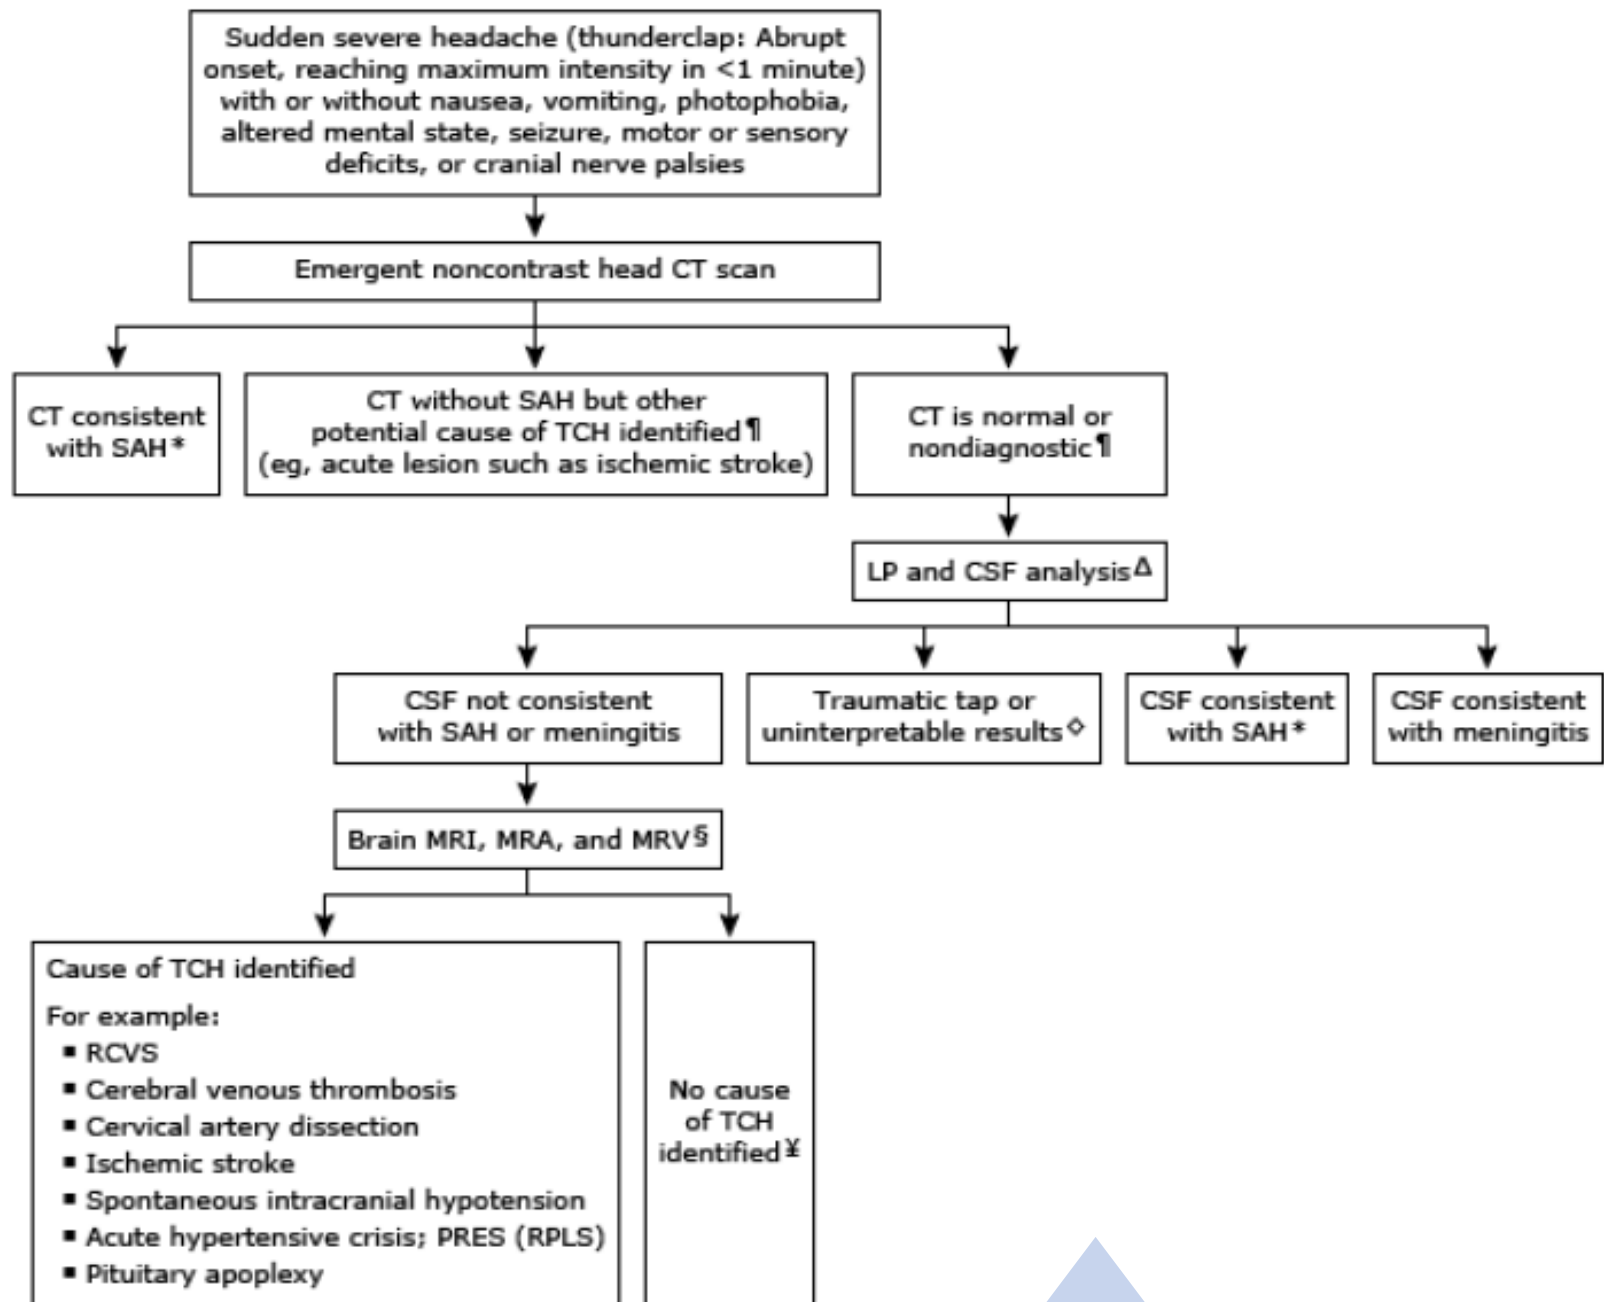 Sudden severe headache (thunderclap: Abrupt
onset, reaching maximum intensity in <1 minute)
with or without nausea, vomiting, photophobia,
altered mental state, seizure, motor or sensory
deficits, or cranial nerve palsies
Emergent noncontrast head CT scan
CT consistent
with SAH*
CT without SAH but other
potential cause of TCH identified¶
(eg, acute lesion such as ischemic stroke)
CT is normal or
nondiagnostic¶
LP and CSF analysisΔ
CSF not consistent
with SAH or meningitis
Traumatic tap or
uninterpretable results◇
CSF consistent
with SAH*
CSF consistent
with meningitis
Brain MRI, MRA, and MRV§
Cause of TCH identified
For example:
▪ RCVS
▪ Cerebral venous thrombosis
▪ Cervical artery dissection
▪ Ischemic stroke
▪ Spontaneous intracranial hypotension
▪ Acute hypertensive crisis; PRES (RPLS)
▪ Pituitary apoplexy
No cause
of TCH
identified¥